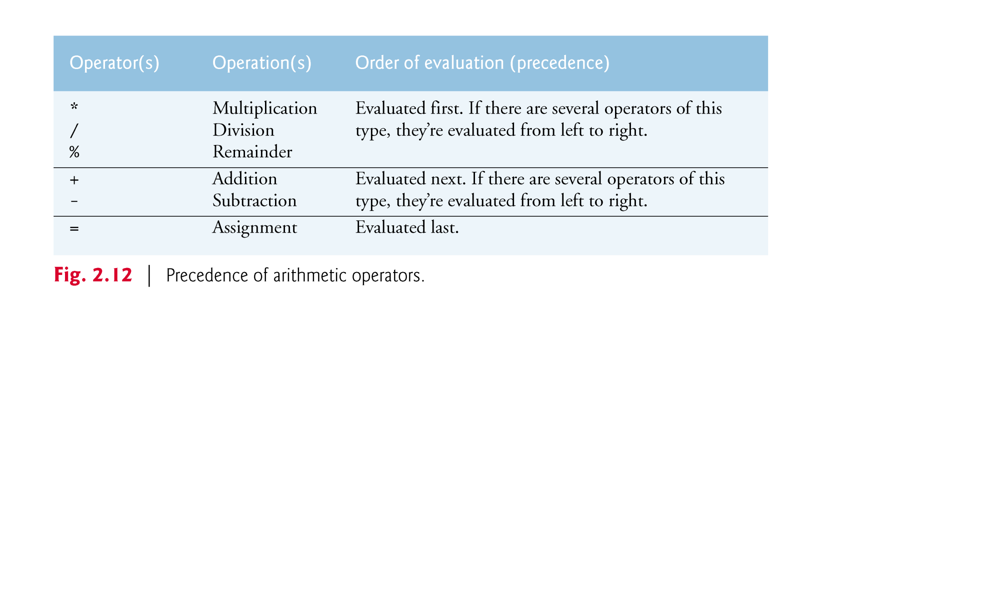 Operator(s) Operation(s) Order of evaluation (precedence)
* Multiplication Evaluated first. If there are several operators of this
/ Division type, they’re evaluated from left to right.
% Remainder
+ Addition Evaluated next. If there are several operators of this
- Subtraction type, they’re evaluated from left to right.
= Assignment Evaluated last.
Fig. 2.12 | Precedence of arithmetic operators.